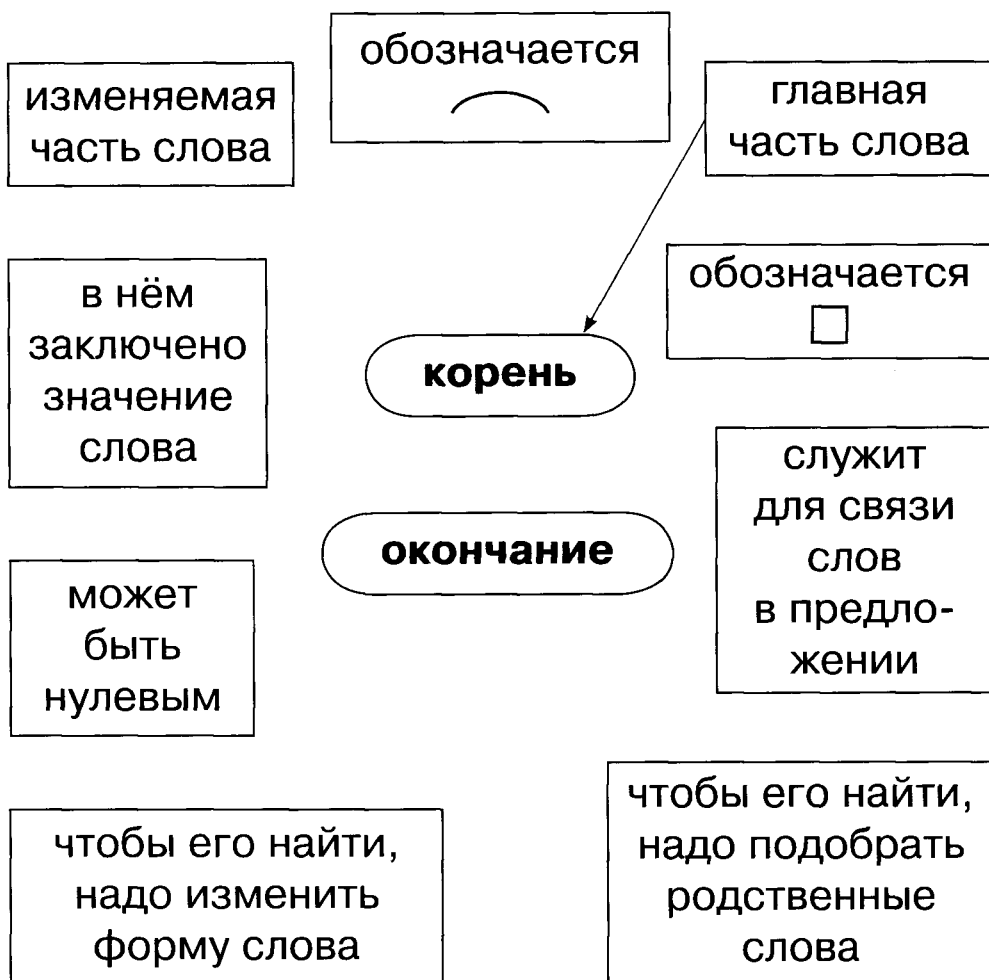 обозначается
изменяемая
часть слова
главная
часть слова
обозначается
в нём
заключено
значение
слова
корень
служит
для связи
слов
в предло-
жении
окончание
может
быть
нулевым
чтобы его найти,
надо подобрать
родственные
слова
чтобы его найти,
надо изменить
форму слова